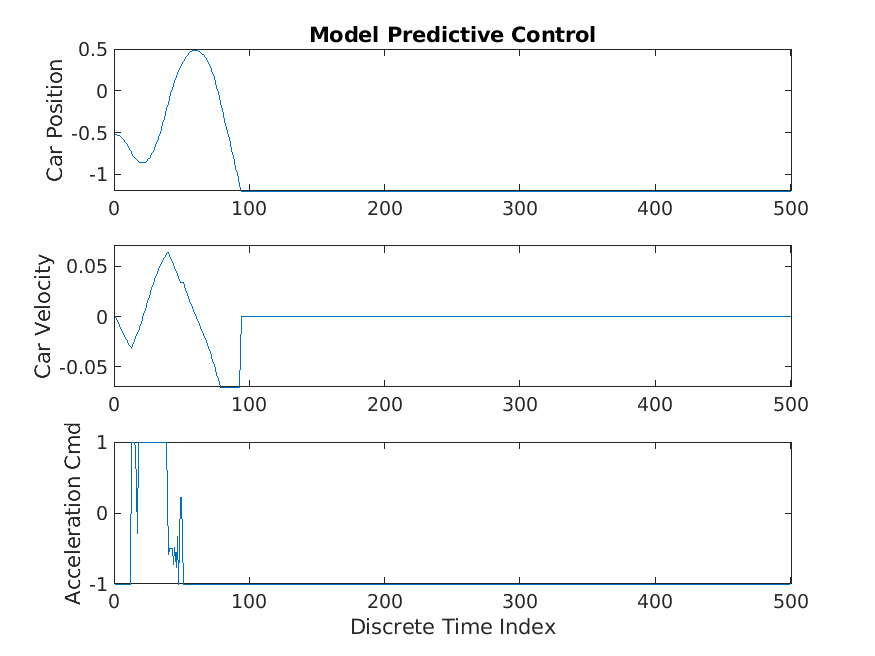 Model Predictive Control
Car Position
0.5
0
-0.5
-1
0 100 200 300 400 500
Car Velocity
0.05
0
-0.05
0 100 200 300 400 500
Acceleration Cmd
1
0
-1
0 100 200 300 400 500
Discrete Time Index